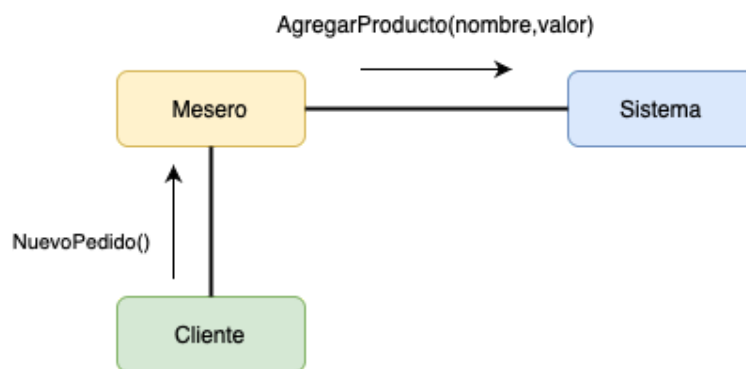 AgregarProducto(nombre,valor)
Mesero
Sistema
NuevoPedido()
Cliente